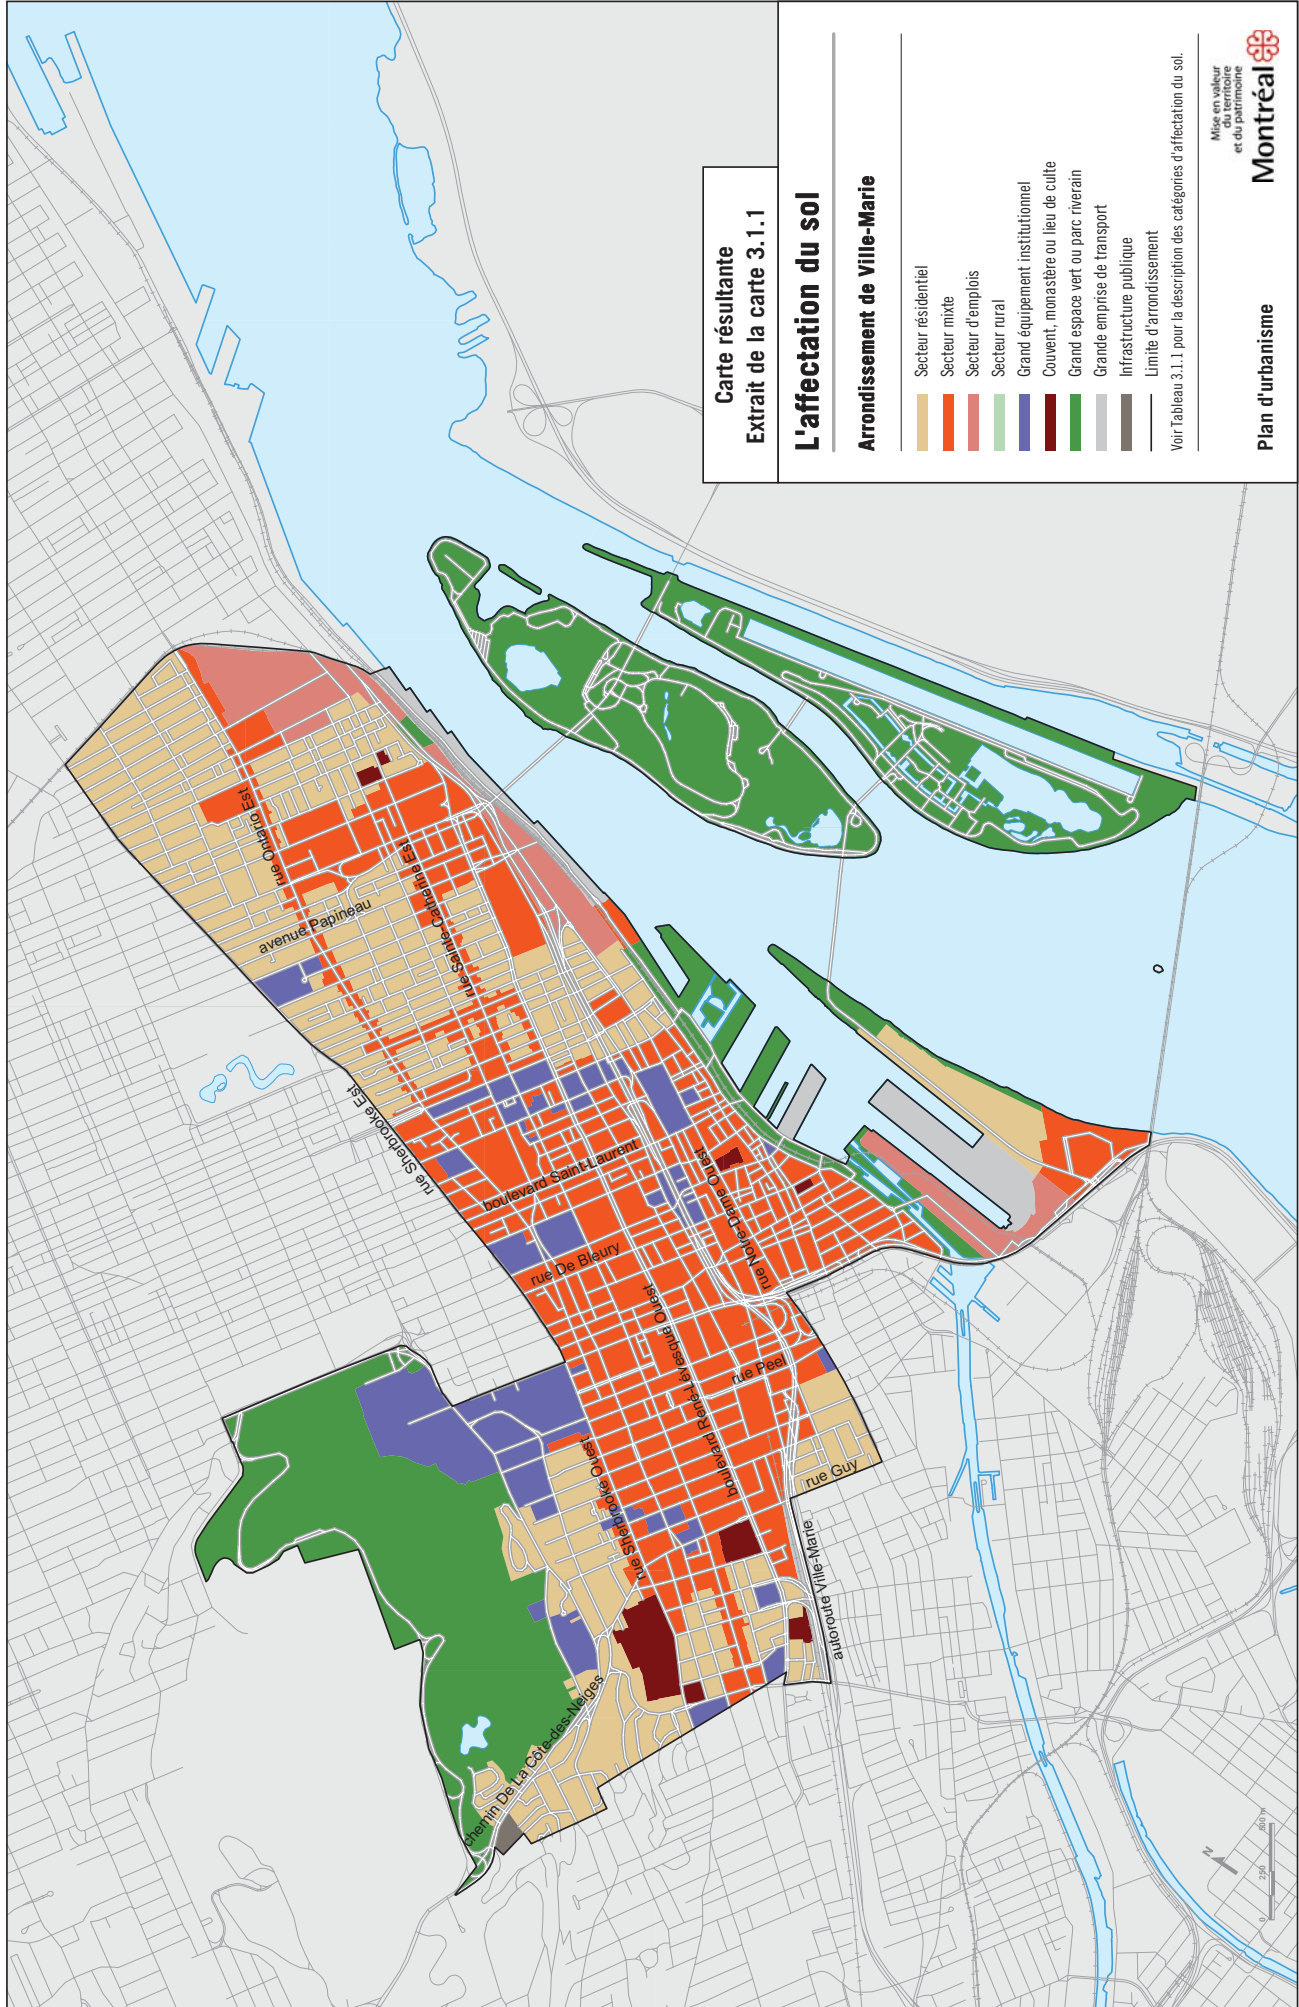 Carte résultante
Extrait de la carte 3.1.1
L'affectation du sol
Arrondissement de Ville-Marie
Secteur résidentiel
Secteur mixte
Secteur d'emplois
Secteur rural
Grand équipement institutionnel
Couvent, monastère ou lieu de culte
Grand espace vert ou parc riverain
Grande emprise de transport
Infrastructure publique
Limite d'arrondissement
Voir Tableau 3.1.1 pour la description des catégories d'affectation du sol.
Plan d'urbanisme
Mise en valeur
du territoire
et du patrimoine
Montréal
rue Ontario Est
avenue Papineau
rue Sainte-Catherine Est
rue Sherbrooke Est
boulevard Saint-Laurent
rue De Bleury
rue Notre-Dame Ouest
boulevard René-Lévesque Ouest
rue Peel
rue Guy
rue Sherbrooke Ouest
autoroute Ville-Marie
chemin De La Côte-des-Neiges
N
0 250 500 m